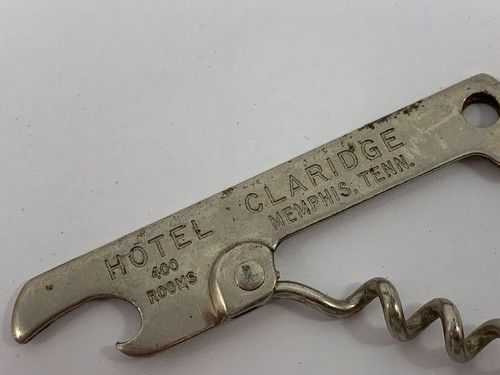 HOTEL CLARIDGE
400 MEMPHIS, TENN.
ROOMS